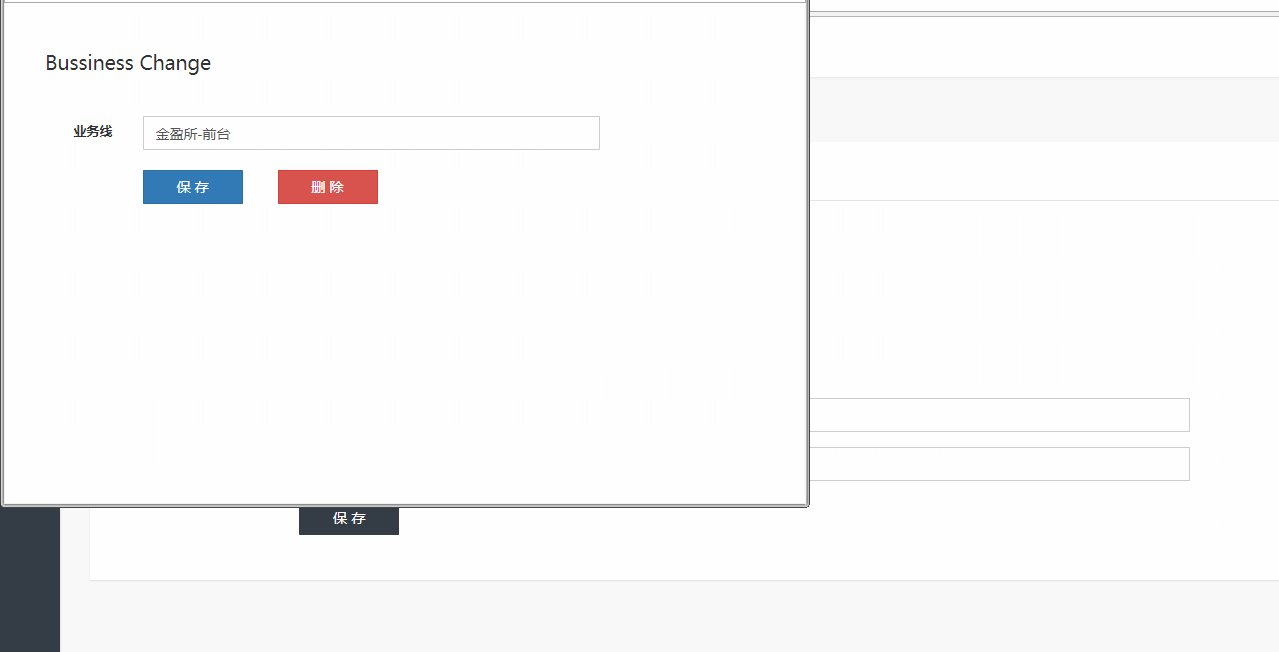 Bussiness Change
业务线
金盈所-前台
保 存
删 除
保 存